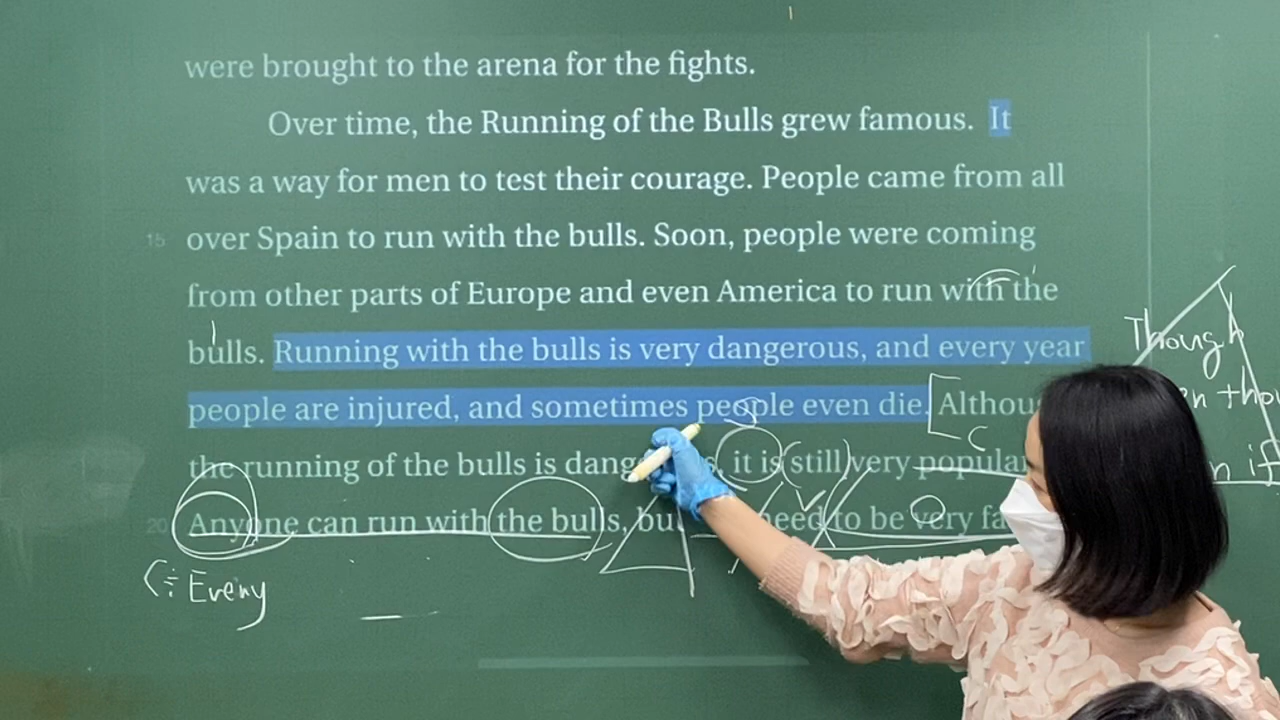 were brought to the arena for the fights.
Over time, the Running of the Bulls grew famous. It
was a way for men to test their courage. People came from all
15 over Spain to run with the bulls. Soon, people were coming
from other parts of Europe and even America to run with the
bulls. Running with the bulls is very dangerous, and every year
people are injured, and sometimes people even die. Althou
the running of the bulls is dang s, it is (still) very popular
20 Anyone can run with the bulls, but need to be very fa
Though
n thou
n if
S
C
V
(: Every